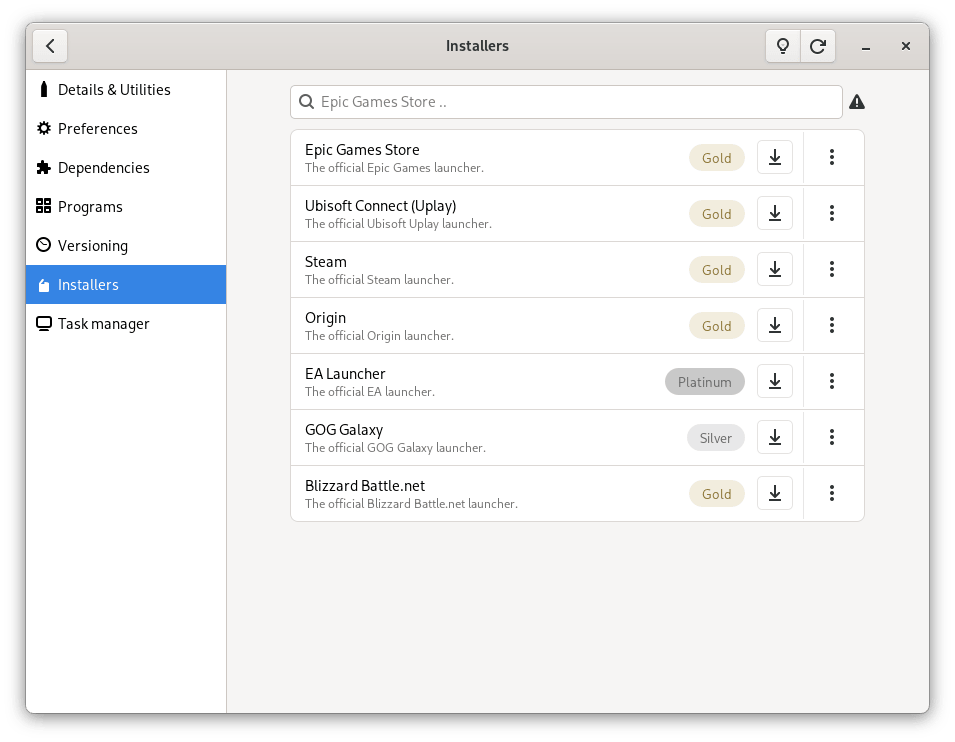 Installers
Details & Utilities
Preferences
Dependencies
Programs
Versioning
Installers
Task manager
Epic Games Store ..
Epic Games Store
The official Epic Games launcher.
Gold
Ubisoft Connect (Uplay)
The official Ubisoft Uplay launcher.
Gold
Steam
The official Steam launcher.
Gold
Origin
The official Origin launcher.
Gold
EA Launcher
The official EA launcher.
Platinum
GOG Galaxy
The official GOG Galaxy launcher.
Silver
Blizzard Battle.net
The official Blizzard Battle.net launcher.
Gold